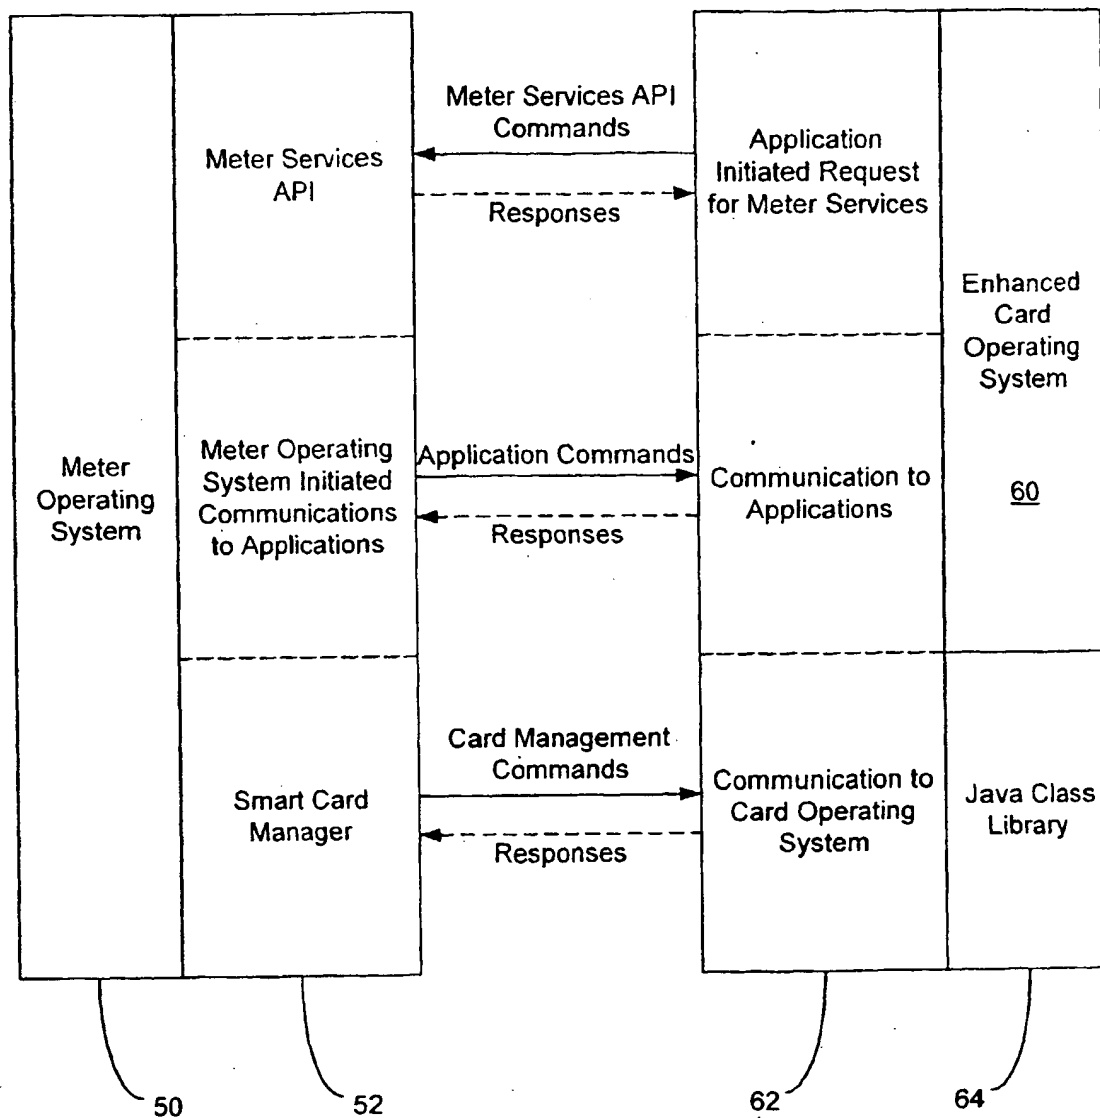 Meter
Operating
System
Meter Services
API
Meter Operating
System Initiated
Communications
to Applications
Smart Card
Manager
Meter Services API
Commands
Responses
Application Commands
Responses
Card Management
Commands
Responses
Application
Initiated Request
for Meter Services
Communication to
Applications
Communication to
Card Operating
System
Enhanced
Card
Operating
System
60
Java Class
Library
50
52
62
64